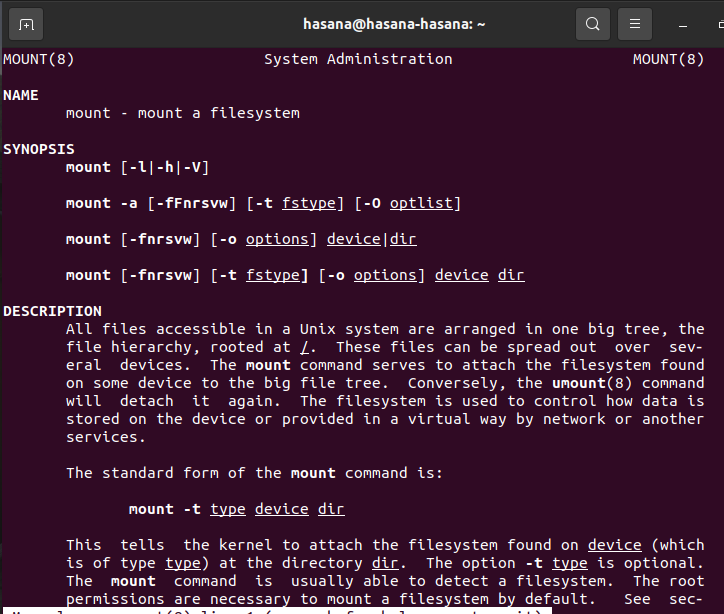 hasana@hasana-hasana: ~
MOUNT(8) System Administration MOUNT(8)
NAME
mount - mount a filesystem
SYNOPSIS
mount [-l|-h|-V]
mount -a [-fFnrsvw] [-t fstype] [-O optlist]
mount [-fnrsvw] [-o options] device|dir
mount [-fnrsvw] [-t fstype] [-o options] device dir
DESCRIPTION
All files accessible in a Unix system are arranged in one big tree, the
file hierarchy, rooted at /. These files can be spread out over sev-
eral devices. The mount command serves to attach the filesystem found
on some device to the big file tree. Conversely, the umount(8) command
will detach it again. The filesystem is used to control how data is
stored on the device or provided in a virtual way by network or another
services.
The standard form of the mount command is:
mount -t type device dir
This tells the kernel to attach the filesystem found on device (which
is of type type) at the directory dir. The option -t type is optional.
The mount command is usually able to detect a filesystem. The root
permissions are necessary to mount a filesystem by default. See sec-